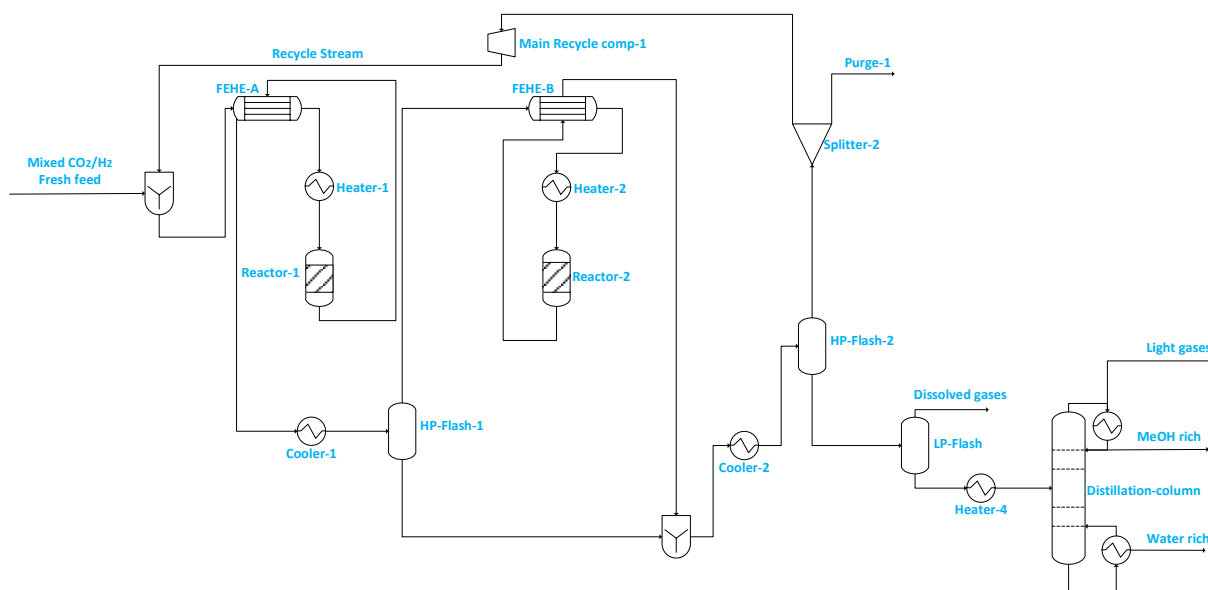 Main Recycle comp-1
Recycle Stream
Purge-1
FEHE-A
FEHE-B
Splitter-2
Mixed CO2/H2
Fresh feed
Heater-1
Heater-2
Reactor-1
Reactor-2
HP-Flash-2
Light gases
Dissolved gases
HP-Flash-1
MeOH rich
LP-Flash
Cooler-1
Cooler-2
Distillation-column
Heater-4
Water rich